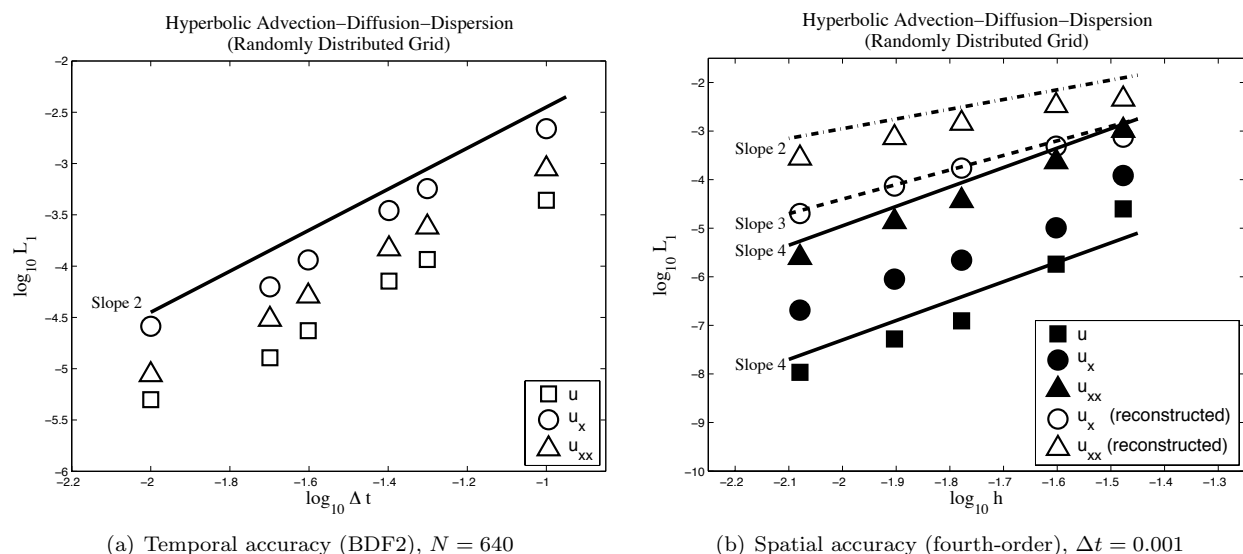 Hyperbolic Advection–Diffusion–Dispersion
(Randomly Distributed Grid)
-2
-2.5
-3
-3.5
-4
-4.5
-5
-5.5
-6
log10 L1
Slope 2
u
ux
uxx
-2.2
-2
-1.8
-1.6
-1.4
-1.2
-1
log10 Δ t
(a) Temporal accuracy (BDF2), N = 640
Hyperbolic Advection–Diffusion–Dispersion
(Randomly Distributed Grid)
-1
-2
-3
-4
-5
-6
-7
-8
-9
-10
log10 L1
Slope 2
Slope 3
Slope 4
Slope 4
u
ux
uxx
ux (reconstructed)
uxx (reconstructed)
-2.2
-2.1
-2
-1.9
-1.8
-1.7
-1.6
-1.5
-1.4
-1.3
log10 h
(b) Spatial accuracy (fourth-order), Δt = 0.001